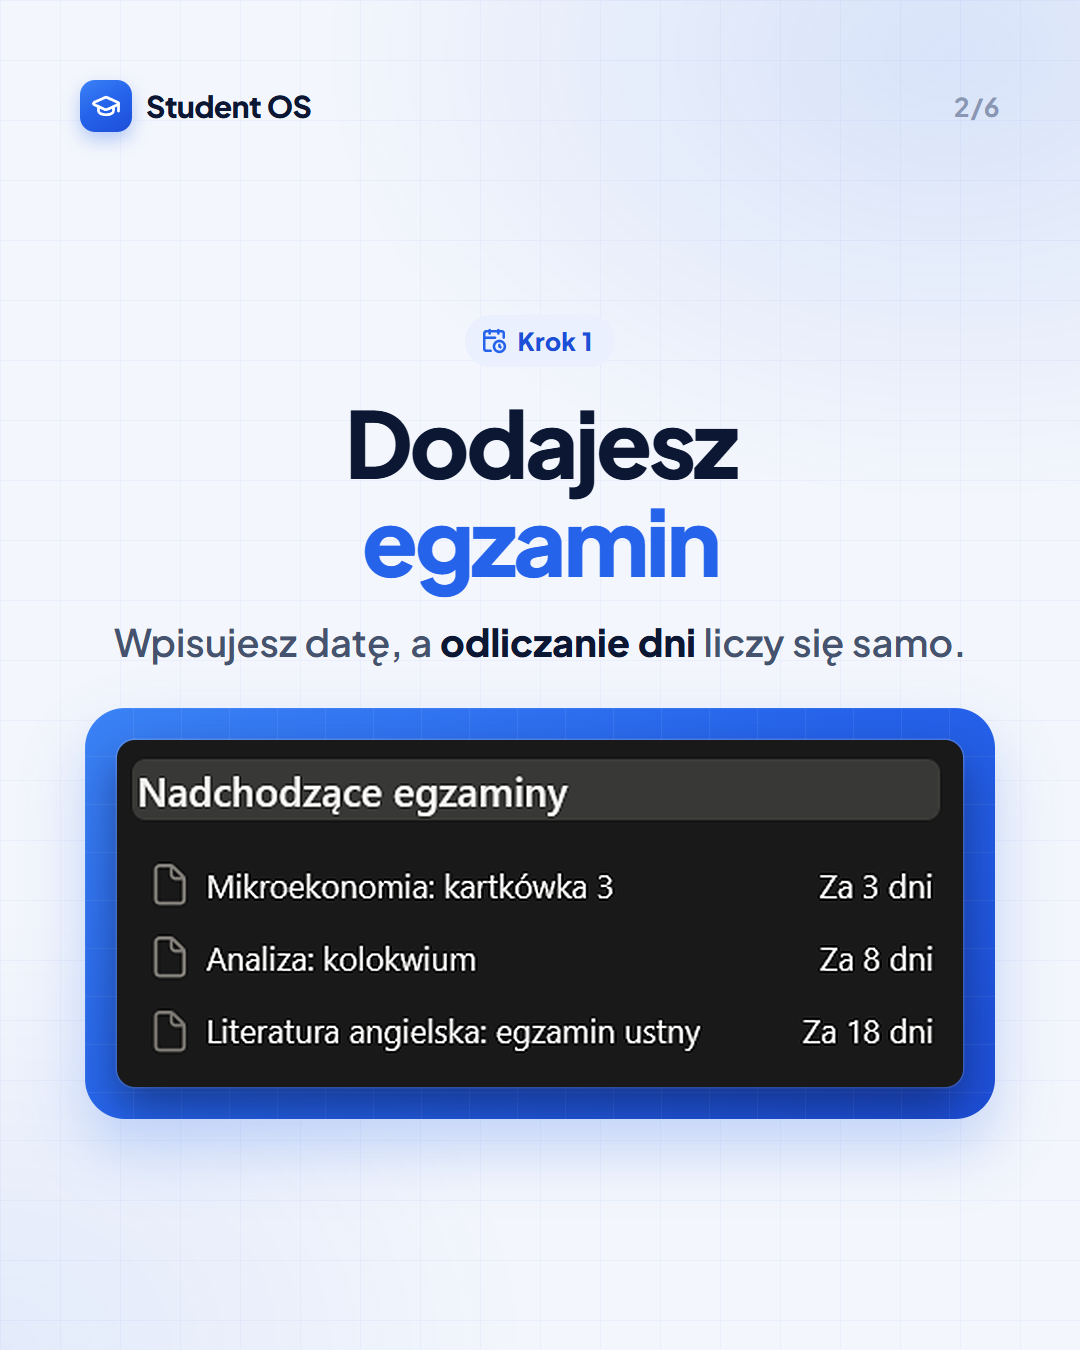 Student OS
2/6
Krok 1
Dodajesz
egzamin
Wpisujesz datę, a odliczanie dni liczy się samo.
Nadchodzące egzaminy
Mikroekonomia: kartkówka 3 Za 3 dni
Analiza: kolokwium Za 8 dni
Literatura angielska: egzamin ustny Za 18 dni